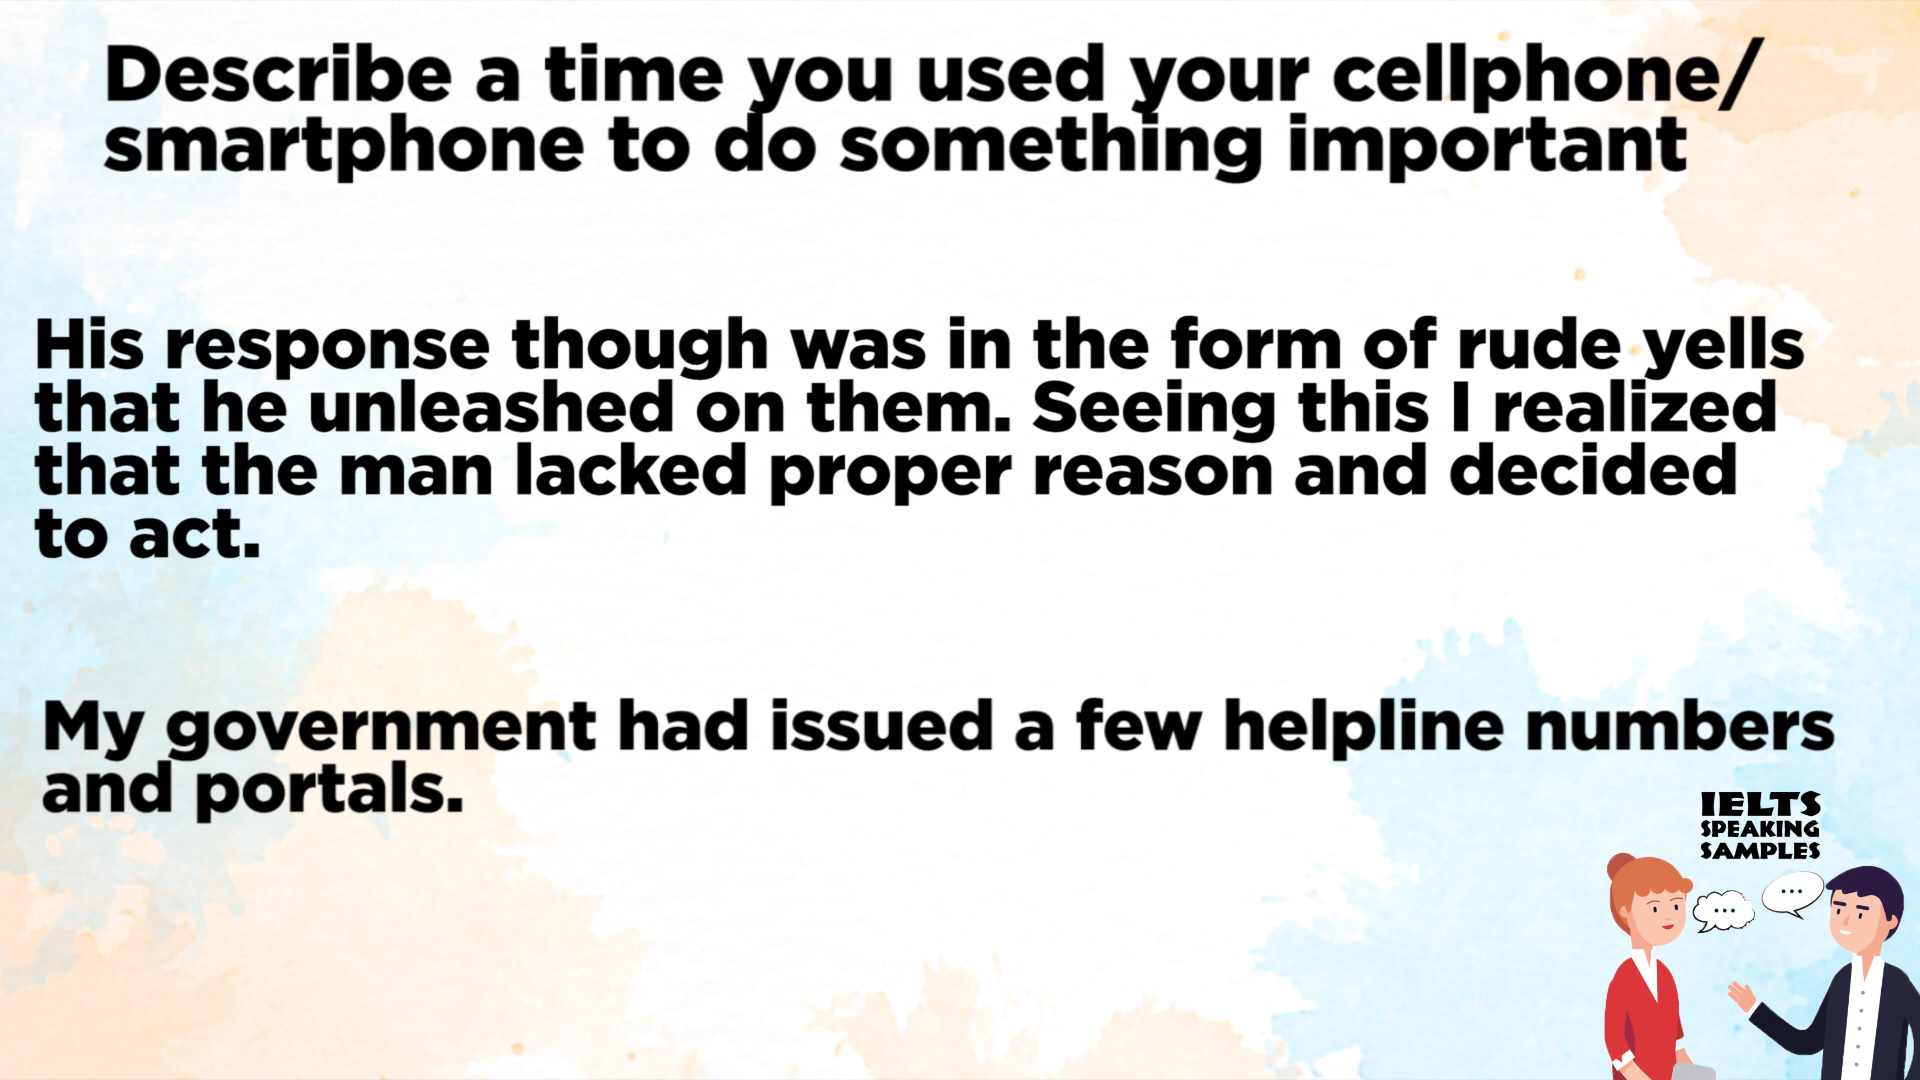 Describe a time you used your cellphone/
smartphone to do something important
His response though was in the form of rude yells
that he unleashed on them. Seeing this I realized
that the man lacked proper reason and decided
to act.
My government had issued a few helpline numbers
and portals.
IELTS
SPEAKING
SAMPLES
...
...